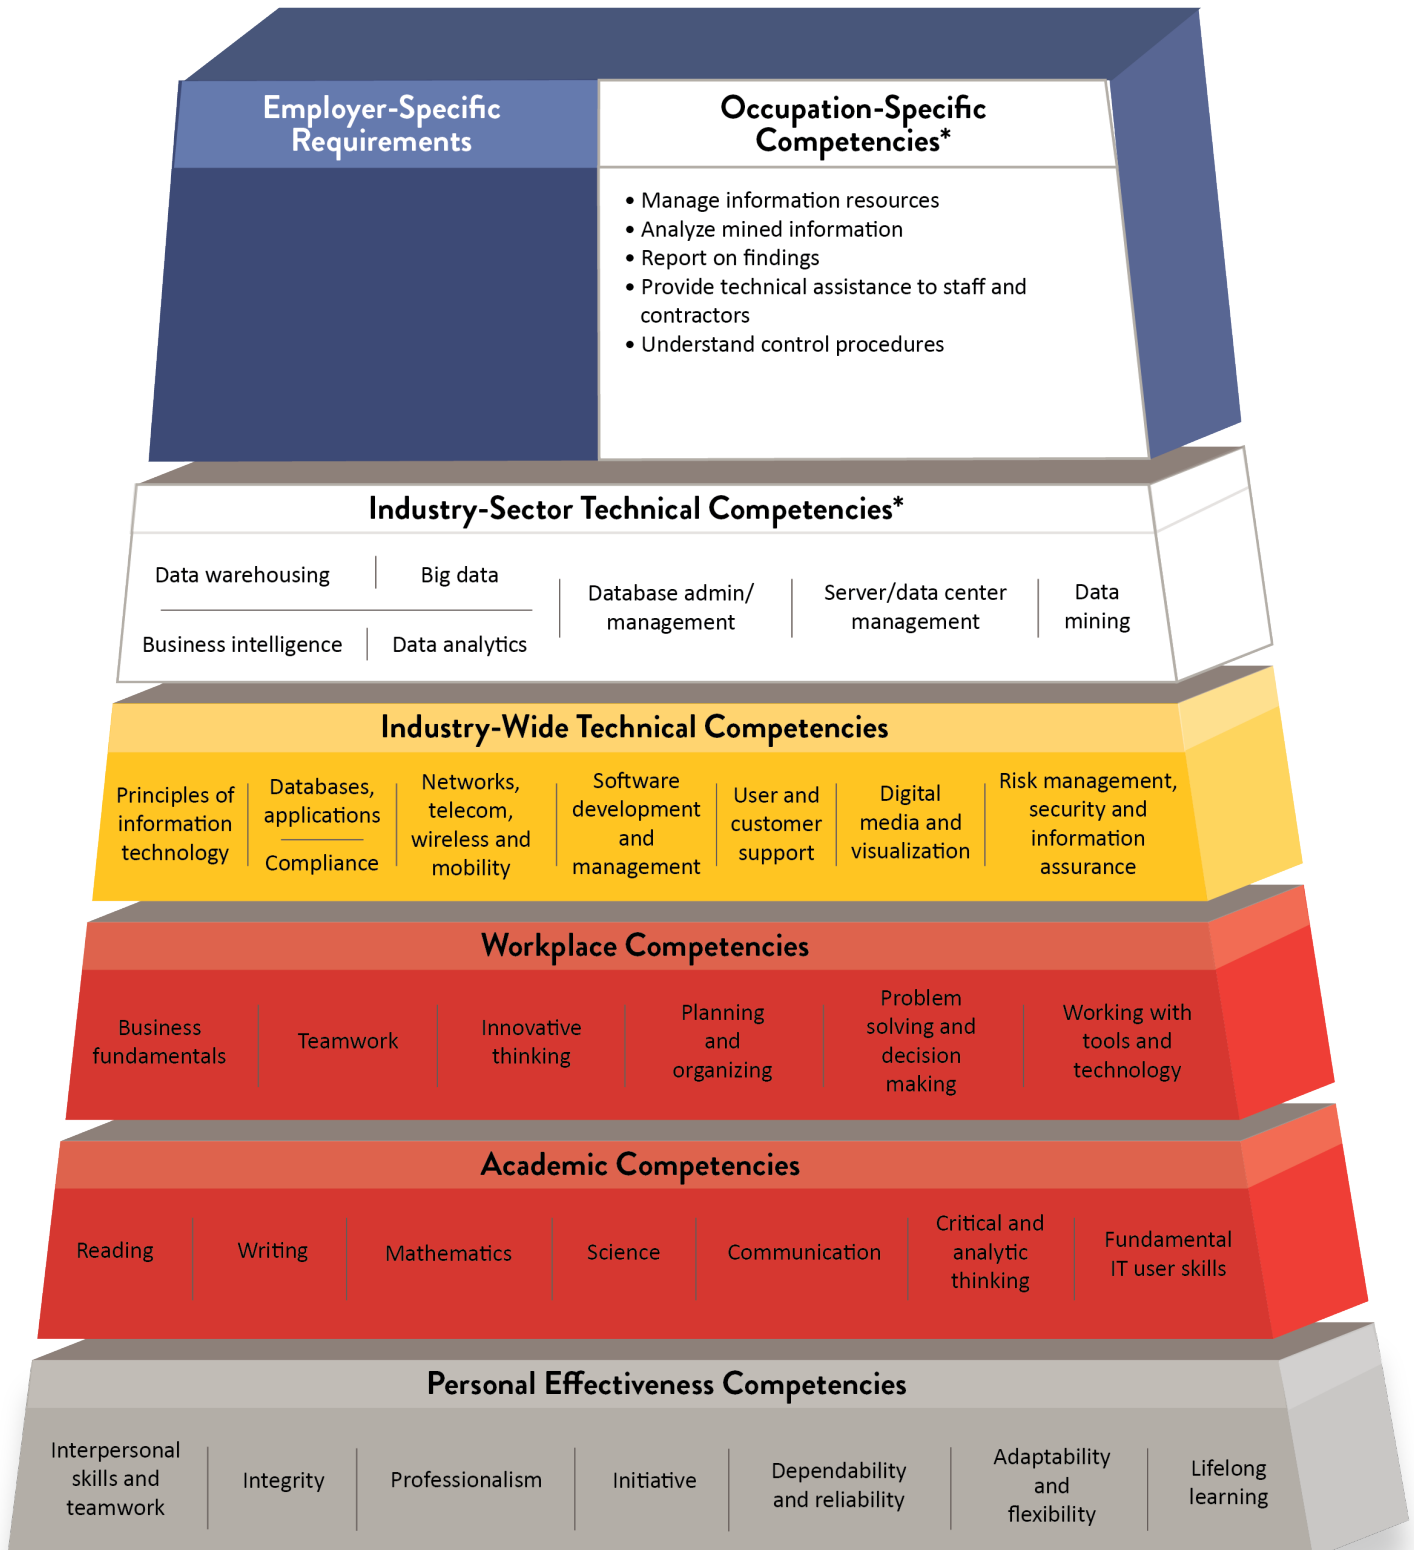 Employer-Specific
Requirements
Occupation-Specific
Competencies*
• Manage information resources
• Analyze mined information
• Report on findings
• Provide technical assistance to staff and
contractors
• Understand control procedures
Industry-Sector Technical Competencies*
Data warehousing
Big data
Business intelligence
Data analytics
Database admin/
management
Server/data center
management
Data
mining
Industry-Wide Technical Competencies
Principles of
information
technology
Databases,
applications
Compliance
Networks,
telecom,
wireless and
mobility
Software
development
and
management
User and
customer
support
Digital
media and
visualization
Risk management,
security and
information
assurance
Workplace Competencies
Business
fundamentals
Teamwork
Innovative
thinking
Planning
and
organizing
Problem
solving and
decision
making
Working with
tools and
technology
Academic Competencies
Reading
Writing
Mathematics
Science
Communication
Critical and
analytic
thinking
Fundamental
IT user skills
Personal Effectiveness Competencies
Interpersonal
skills and
teamwork
Integrity
Professionalism
Initiative
Dependability
and reliability
Adaptability
and
flexibility
Lifelong
learning